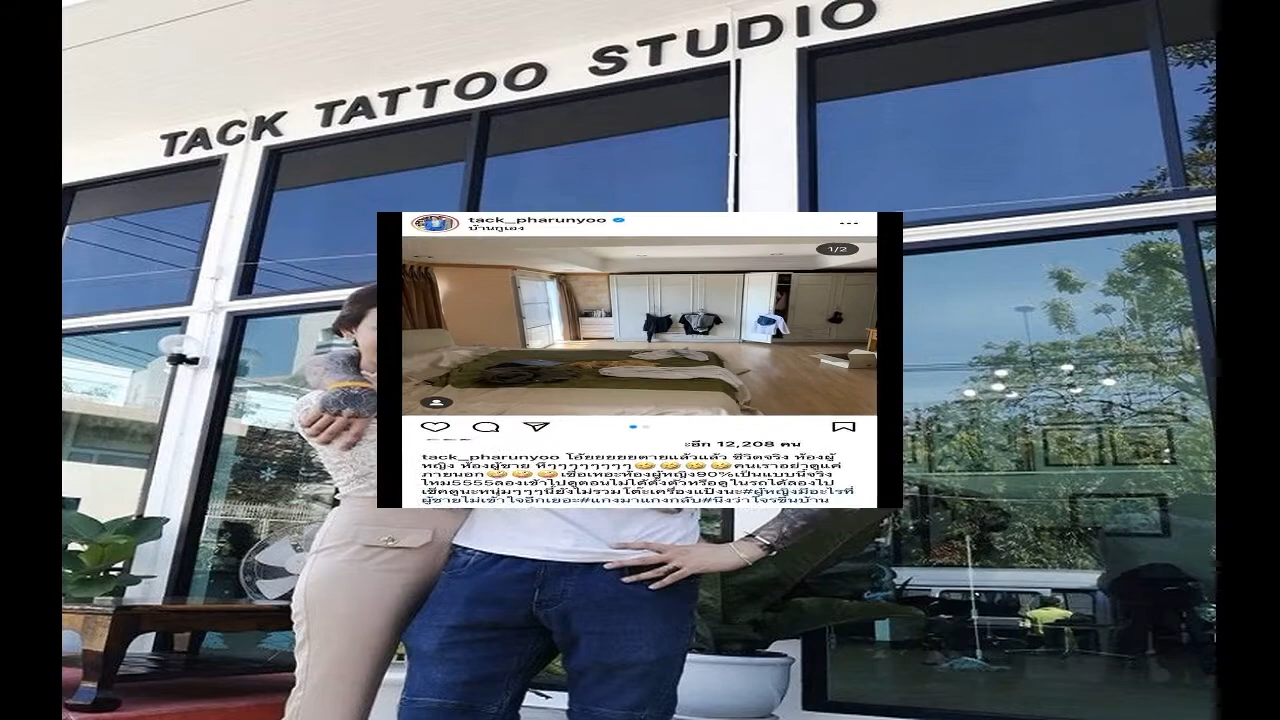 TACK TATTOO STUDIO
tack_pharunyoo
บ้านกูเอง
1/2
ะอีก 12,208 คน
tack_pharunyoo โอ้ยยยยยตายแล้วแล้ว ชีวิตจริง ห้องผู้
หญิง ห้องผู้ชาย หึๆๆๆๆๆๆๆ🤣🤣🤣🤣คนเราอย่าดูแค่
ภายนอก🤣🤣🤣เชื่อเหอะห้องผู้หญิง90%เป็นแบบนี้จริง
ไหม5555ลองเข้าไปดูตอนไม่ได้ตั้งตัวหรือดูในรถได้ลองไป
เช็คดูนะหนุ่มๆๆๆนี้ยังไม่รวมโต๊ะเครื่องแป้งนะ#ผู้หญิงมีอะไรที่
ผู้ชายไม่เข้าใจอีกเยอะ#แกงมาแกงกลับ#นึงว่าโจรขึ้นบ้าน